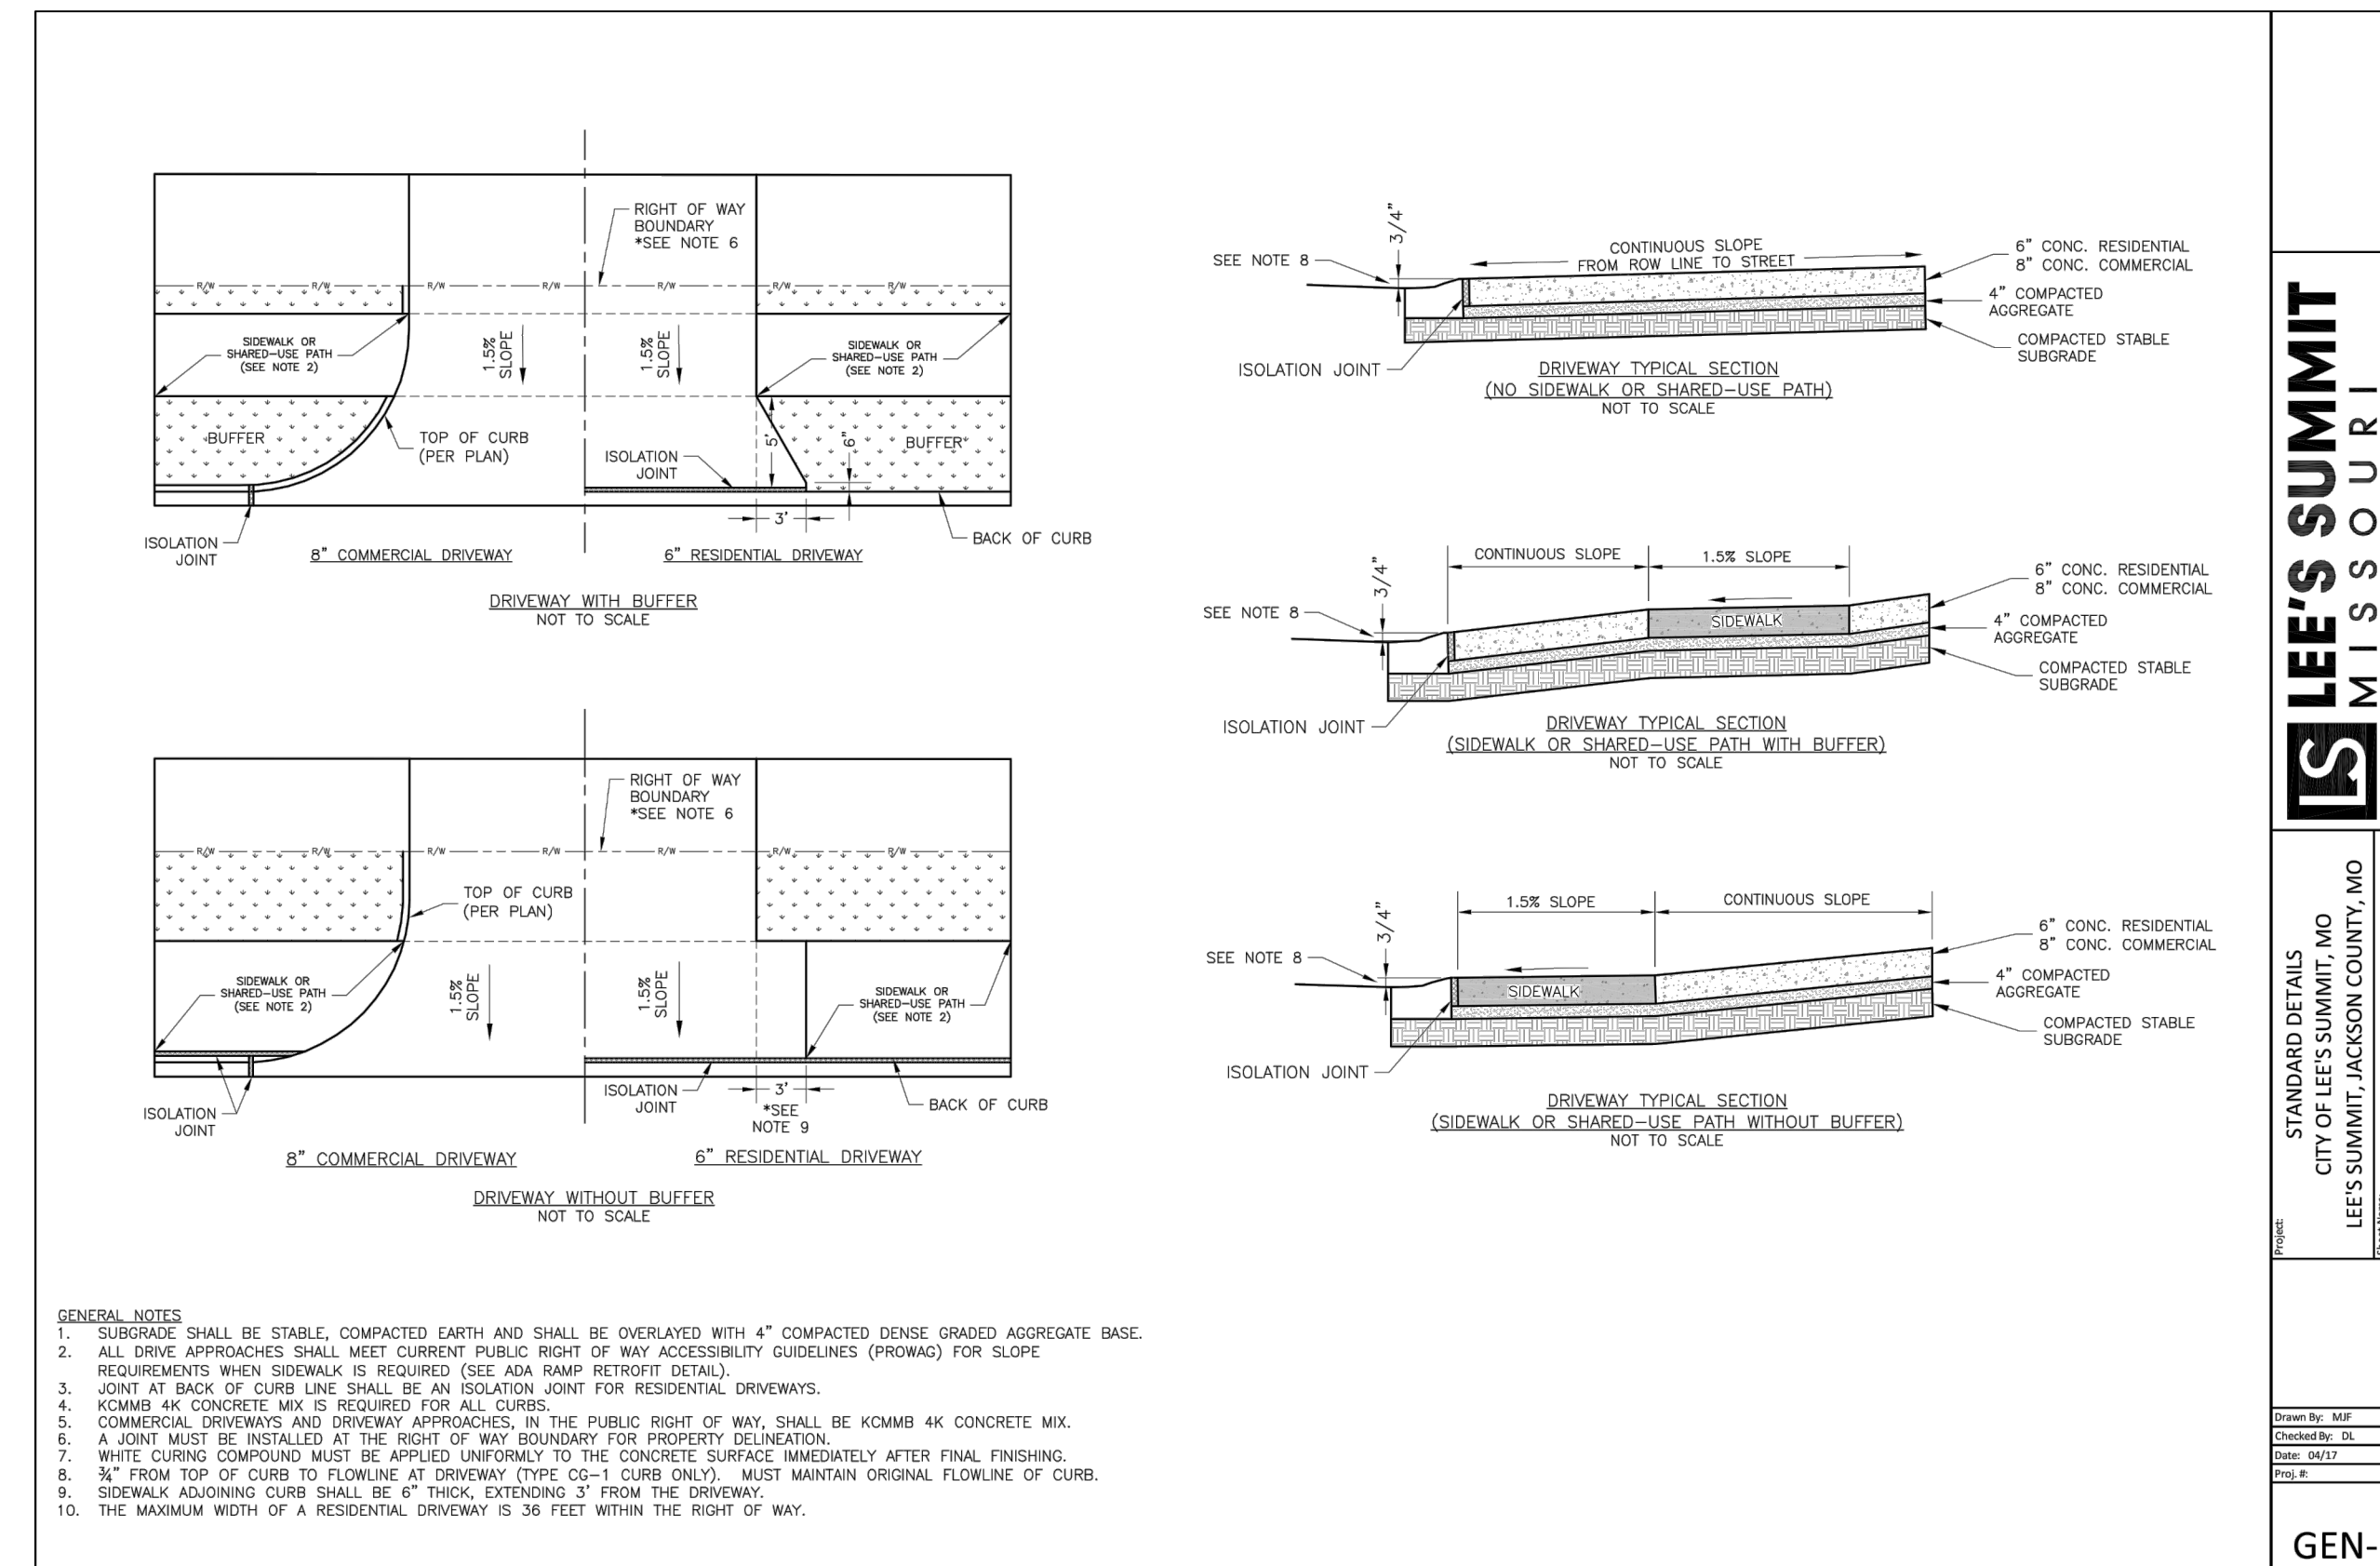 R/W R/W R/W R/W R/W R/W R/W
RIGHT OF WAY
BOUNDARY
*SEE NOTE 6
SIDEWALK OR
SHARED-USE PATH
(SEE NOTE 2)
1.5%
SLOPE
1.5%
SLOPE
SIDEWALK OR
SHARED-USE PATH
(SEE NOTE 2)
BUFFER
TOP OF CURB
(PER PLAN)
ISOLATION
JOINT
5'
6"
BUFFER
3'
ISOLATION
JOINT
BACK OF CURB
8" COMMERCIAL DRIVEWAY
6" RESIDENTIAL DRIVEWAY
DRIVEWAY WITH BUFFER
NOT TO SCALE
RIGHT OF WAY
BOUNDARY
*SEE NOTE 6
R/W R/W R/W R/W R/W R/W R/W
TOP OF CURB
(PER PLAN)
SIDEWALK OR
SHARED-USE PATH
(SEE NOTE 2)
1.5%
SLOPE
1.5%
SLOPE
SIDEWALK OR
SHARED-USE PATH
(SEE NOTE 2)
ISOLATION
JOINT
ISOLATION
JOINT
3'
*SEE
NOTE 9
BACK OF CURB
8" COMMERCIAL DRIVEWAY
6" RESIDENTIAL DRIVEWAY
DRIVEWAY WITHOUT BUFFER
NOT TO SCALE
3/4"
SEE NOTE 8
CONTINUOUS SLOPE
FROM ROW LINE TO STREET
6" CONC. RESIDENTIAL
8" CONC. COMMERCIAL
4" COMPACTED
AGGREGATE
COMPACTED STABLE
SUBGRADE
ISOLATION JOINT
DRIVEWAY TYPICAL SECTION
(NO SIDEWALK OR SHARED-USE PATH)
NOT TO SCALE
3/4"
SEE NOTE 8
CONTINUOUS SLOPE
1.5% SLOPE
SIDEWALK
6" CONC. RESIDENTIAL
8" CONC. COMMERCIAL
4" COMPACTED
AGGREGATE
COMPACTED STABLE
SUBGRADE
ISOLATION JOINT
DRIVEWAY TYPICAL SECTION
(SIDEWALK OR SHARED-USE PATH WITH BUFFER)
NOT TO SCALE
3/4"
SEE NOTE 8
1.5% SLOPE
CONTINUOUS SLOPE
SIDEWALK
6" CONC. RESIDENTIAL
8" CONC. COMMERCIAL
4" COMPACTED
AGGREGATE
COMPACTED STABLE
SUBGRADE
ISOLATION JOINT
DRIVEWAY TYPICAL SECTION
(SIDEWALK OR SHARED-USE PATH WITHOUT BUFFER)
NOT TO SCALE
GENERAL NOTES
1. SUBGRADE SHALL BE STABLE, COMPACTED EARTH AND SHALL BE OVERLAYED WITH 4" COMPACTED DENSE GRADED AGGREGATE BASE.
2. ALL DRIVE APPROACHES SHALL MEET CURRENT PUBLIC RIGHT OF WAY ACCESSIBILITY GUIDELINES (PROWAG) FOR SLOPE
REQUIREMENTS WHEN SIDEWALK IS REQUIRED (SEE ADA RAMP RETROFIT DETAIL).
3. JOINT AT BACK OF CURB LINE SHALL BE AN ISOLATION JOINT FOR RESIDENTIAL DRIVEWAYS.
4. KCMMB 4K CONCRETE MIX IS REQUIRED FOR ALL CURBS.
5. COMMERCIAL DRIVEWAYS AND DRIVEWAY APPROACHES, IN THE PUBLIC RIGHT OF WAY, SHALL BE KCMMB 4K CONCRETE MIX.
6. A JOINT MUST BE INSTALLED AT THE RIGHT OF WAY BOUNDARY FOR PROPERTY DELINEATION.
7. WHITE CURING COMPOUND MUST BE APPLIED UNIFORMLY TO THE CONCRETE SURFACE IMMEDIATELY AFTER FINAL FINISHING.
8. ¾" FROM TOP OF CURB TO FLOWLINE AT DRIVEWAY (TYPE CG-1 CURB ONLY). MUST MAINTAIN ORIGINAL FLOWLINE OF CURB.
9. SIDEWALK ADJOINING CURB SHALL BE 6" THICK, EXTENDING 3' FROM THE DRIVEWAY.
10. THE MAXIMUM WIDTH OF A RESIDENTIAL DRIVEWAY IS 36 FEET WITHIN THE RIGHT OF WAY.
LS LEE'S SUMMIT
MISSOURI
Project:
STANDARD DETAILS
CITY OF LEE'S SUMMIT, MO
LEE'S SUMMIT, JACKSON COUNTY, MO
Drawn By: MJF
Checked By: DL
Date: 04/17
Proj. #:
GEN-